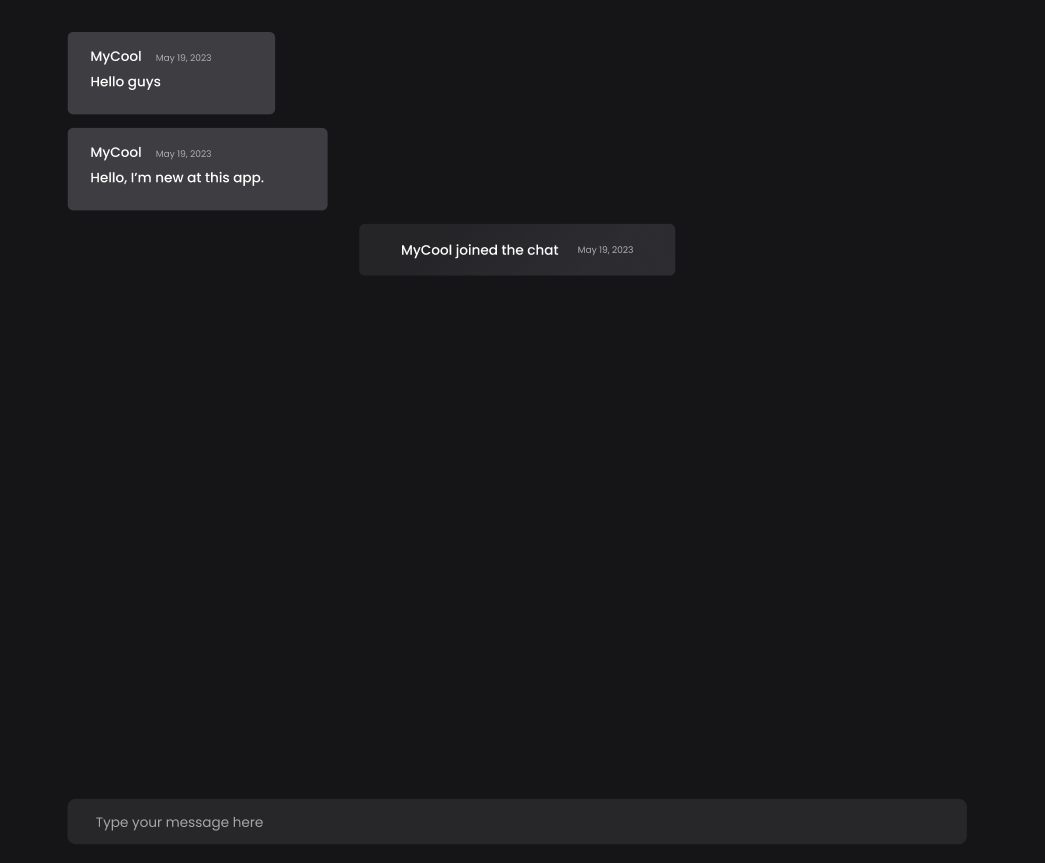 MyCool May 19, 2023
Hello guys
MyCool May 19, 2023
Hello, I’m new at this app.
MyCool joined the chat May 19, 2023
Type your message here